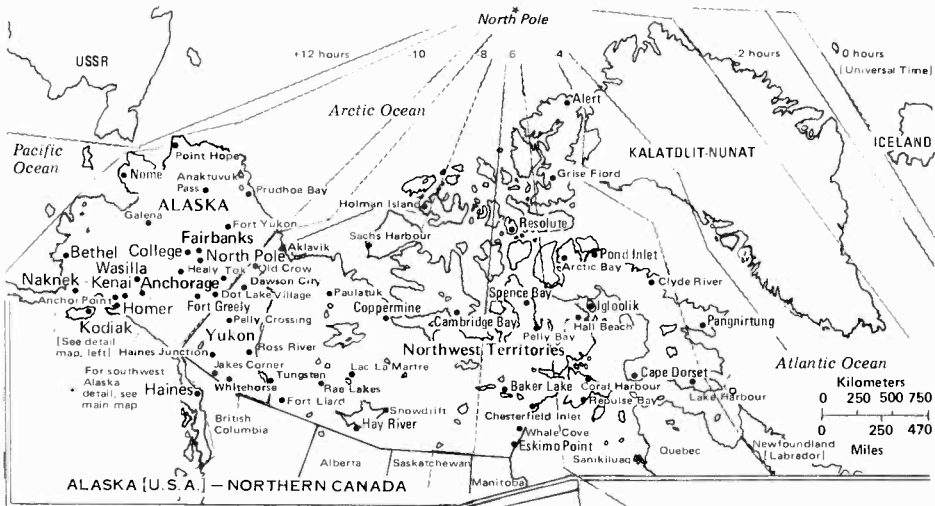 North Pole
USSR
+12 hours
-10
-8
6
4
-2 hours
0 hours
[Universal Time]
Arctic Ocean
Alert
Pacific
Ocean
Point Hope
KALATDLIT-NUNAT
ICELAND
Nome
Anaktuvuk
Pass
Prudhoe Bay
Grise Fiord
ALASKA
Holman Island
Galena
Fort Yukon
Resolute
Fairbanks
Sachs Harbour
Bethel
College
North Pole
Aklavik
Pond Inlet
Wasilla
Healy
Tok
Old Crow
Arctic Bay
Naknek
Kenai
Anchorage
Dawson City
Clyde River
Anchor Point
Homer
Dot Lake Village
Paulatuk
Spence Bay
Igloolik
Fort Greely
Coppermine
Cambridge Bay
Hall Beach
Pangnirtung
Kodiak
Pelly Crossing
Pelly Bay
[See detail
map, left]
Yukon
Haines Junction
Ross River
Northwest Territories
Atlantic Ocean
Jakes Corner
Lac La Martre
For southwest
Alaska
detail, see
main map
Tungsten
Cape Dorset
Kilometers
Haines
Whitehorse
Rae Lakes
Baker Lake
Coral Harbour
Lake Harbour
0 250 500 750
Fort Liard
Repulse Bay
British
Columbia
Snowdrift
Chesterfield Inlet
0 250 470
Hay River
Whale Cove
Miles
Eskimo Point
Newfoundland
[Labrador]
Alberta
Saskatchewan
Sanikiluaq
Quebec
Manitoba
ALASKA [U.S.A.] — NORTHERN CANADA